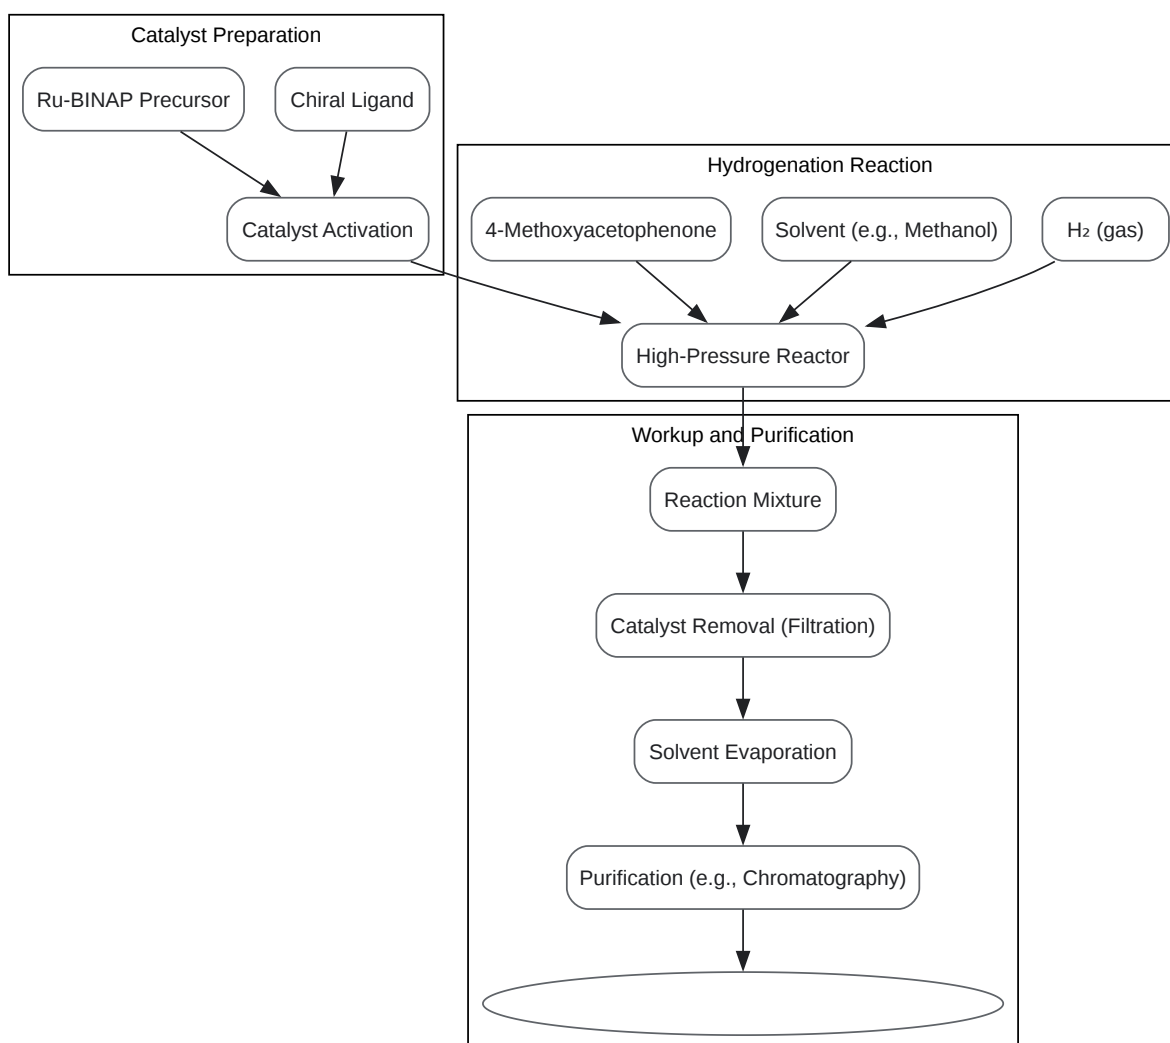 Catalyst Preparation
Ru-BINAP Precursor
Chiral Ligand
Catalyst Activation
Hydrogenation Reaction
4-Methoxyacetophenone
Solvent (e.g., Methanol)
H₂ (gas)
High-Pressure Reactor
Workup and Purification
Reaction Mixture
Catalyst Removal (Filtration)
Solvent Evaporation
Purification (e.g., Chromatography)